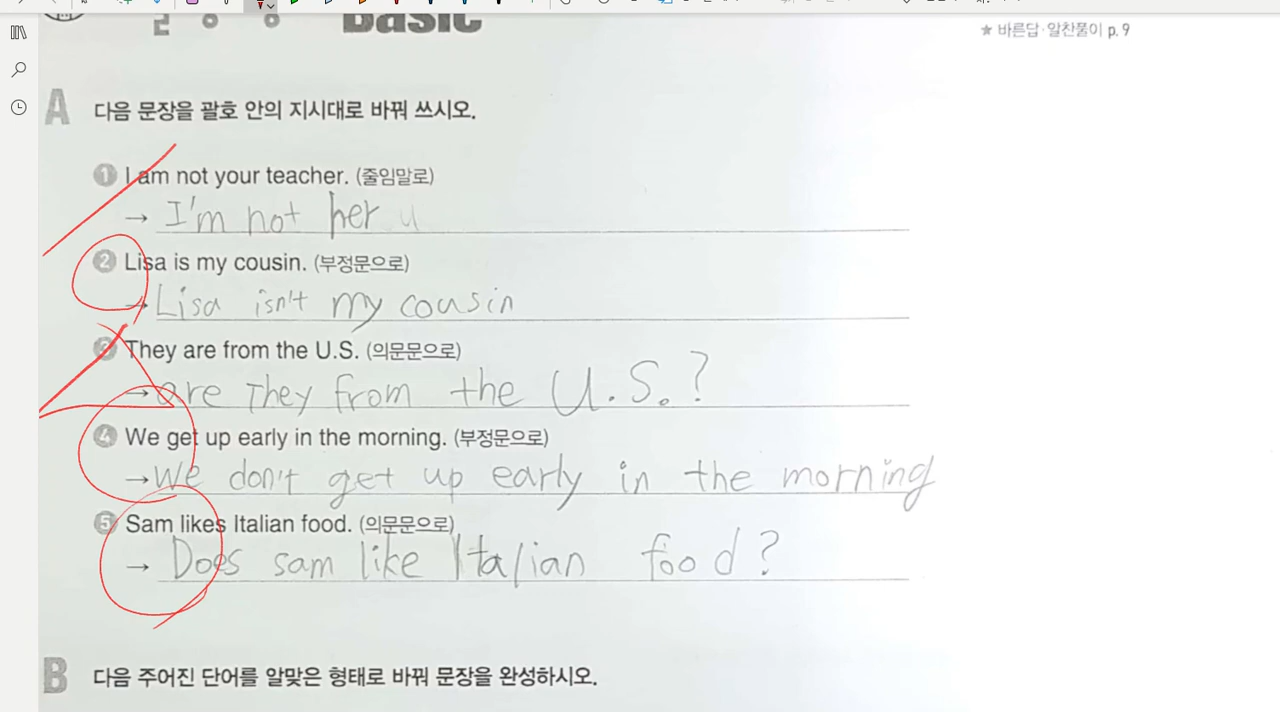 Basic
★ 바른답·알찬풀이 p. 9
A 다음 문장을 괄호 안의 지시대로 바꿔 쓰시오.
1 I am not your teacher. (줄임말로)
→ I'm not her
2 Lisa is my cousin. (부정문으로)
→ Lisa isn't my cousin
3 They are from the U.S. (의문문으로)
→ are They from the U.S.?
4 We get up early in the morning. (부정문으로)
→ We don't get up early in the morning
5 Sam likes Italian food. (의문문으로)
→ Does sam like Italian food?
B 다음 주어진 단어를 알맞은 형태로 바꿔 문장을 완성하시오.